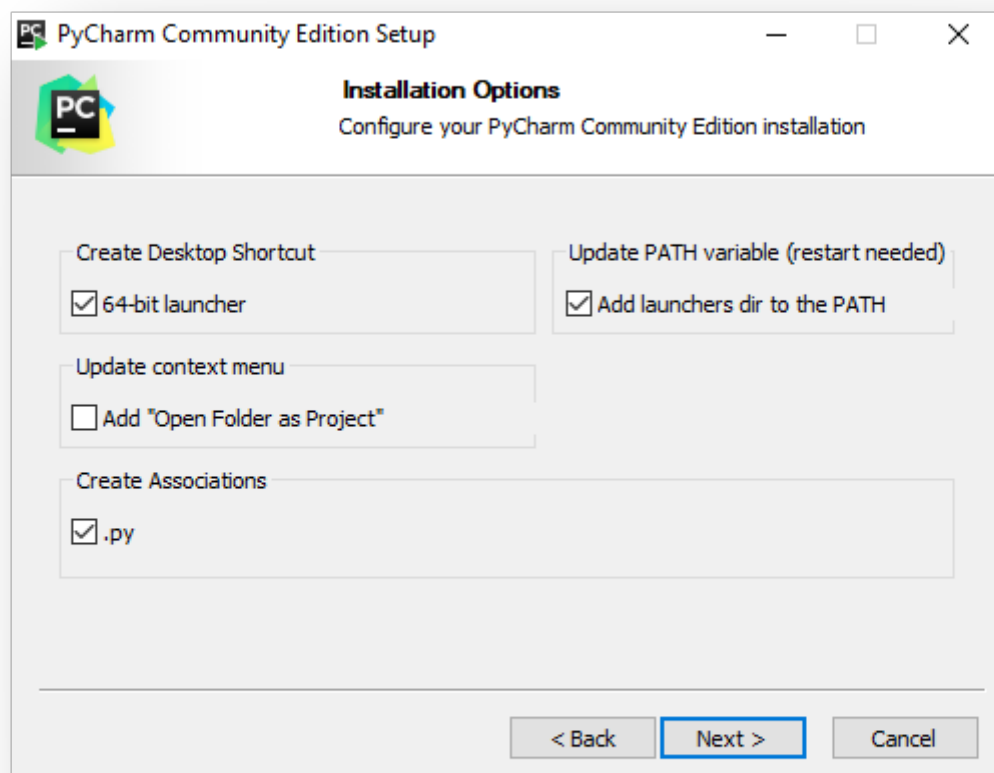 PyCharm Community Edition Setup
PC
Installation Options
Configure your PyCharm Community Edition installation
Create Desktop Shortcut
64-bit launcher
Update PATH variable (restart needed)
Add launchers dir to the PATH
Update context menu
Add "Open Folder as Project"
Create Associations
.py
< Back
Next >
Cancel